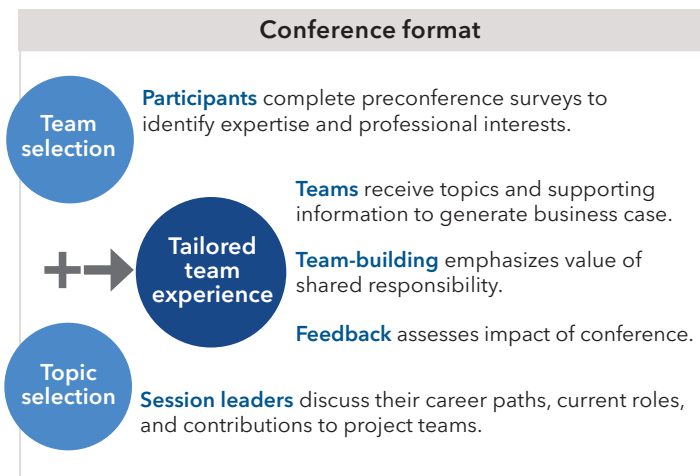 Conference format
Team
selection
Participants complete preconference surveys to
identify expertise and professional interests.
Tailored
team
experience
Teams receive topics and supporting
information to generate business case.
Team-building emphasizes value of
shared responsibility.
Feedback assesses impact of conference.
Topic
selection
Session leaders discuss their career paths, current roles,
and contributions to project teams.